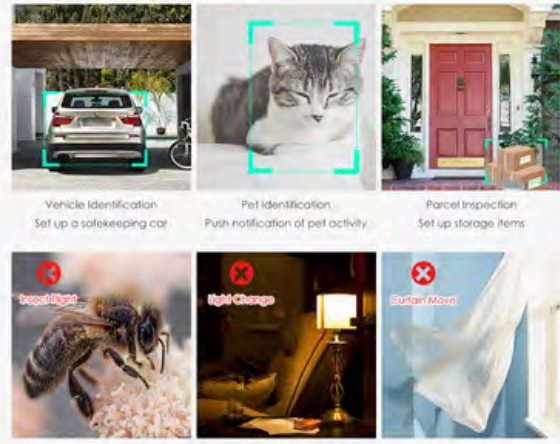 Vehicle Identification
Set up a safekeeping car
Pet Identification
Push notification of pet activity
Parcel Inspection
Set up storage items
Insect flight
Light Change
Curtain Move